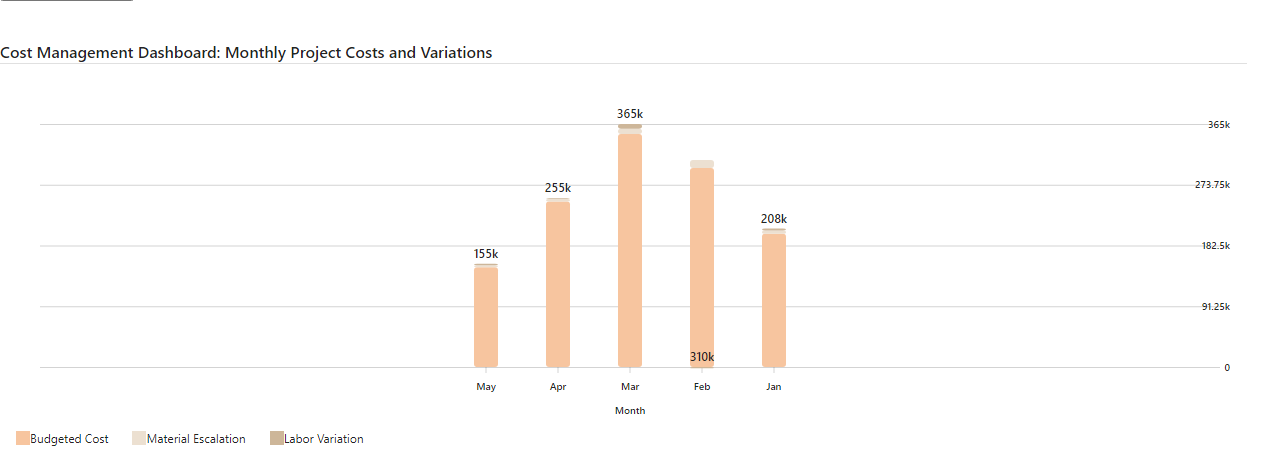 Cost Management Dashboard: Monthly Project Costs and Variations
365k
365k
255k
273.75k
208k
155k
182.5k
91.25k
310k
0
May Apr Mar Feb Jan
Month
Budgeted Cost Material Escalation Labor Variation